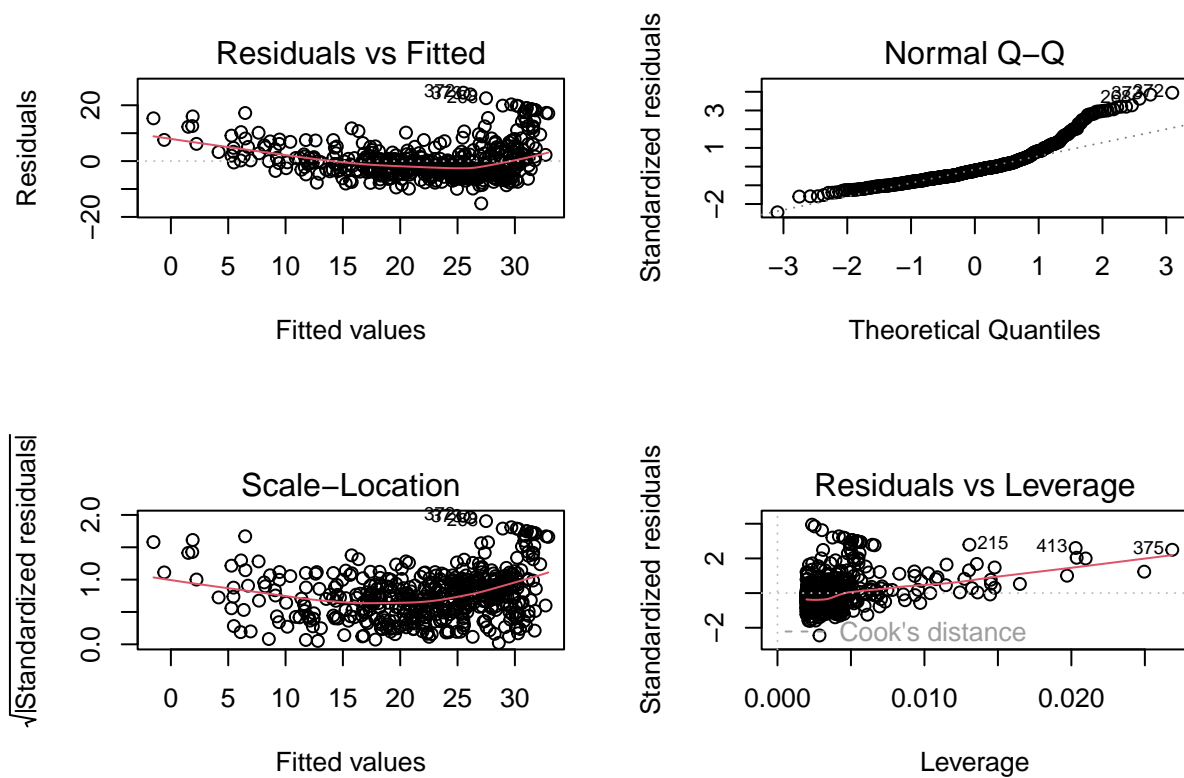 Residuals vs Fitted
Residuals
20
0
−20
0 5 10 15 20 25 30
Fitted values
Normal Q−Q
Standardized residuals
3
1
−2
372
−3 −2 −1 0 1 2 3
Theoretical Quantiles
Scale−Location
√|Standardized residuals|
2.0
1.0
0.0
0 5 10 15 20 25 30
Fitted values
Residuals vs Leverage
Standardized residuals
2
−2
215
413
375
Cook's distance
0.000 0.010 0.020
Leverage